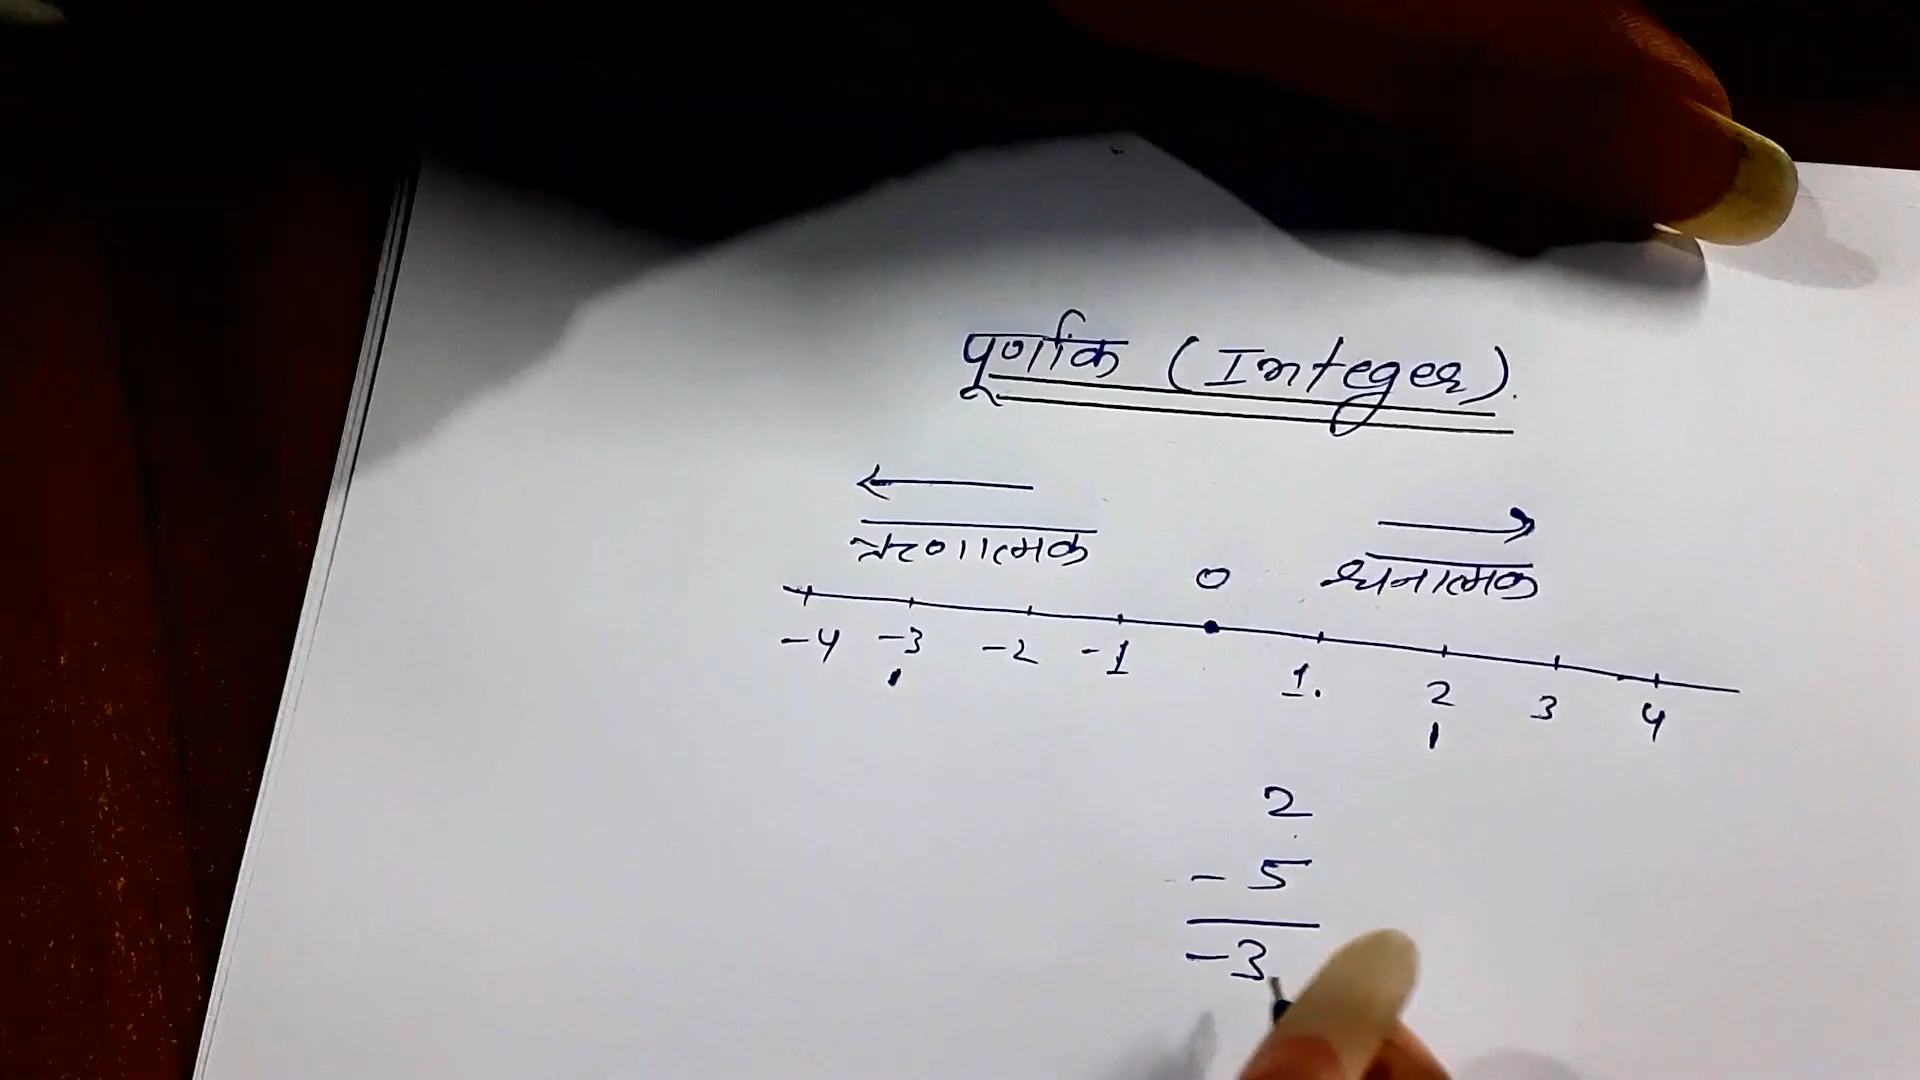 पूर्णांक (Integer).
ऋणात्मक
धनात्मक
0
-4 -3 -2 -1 1. 2 3 4
2
- 5
-3